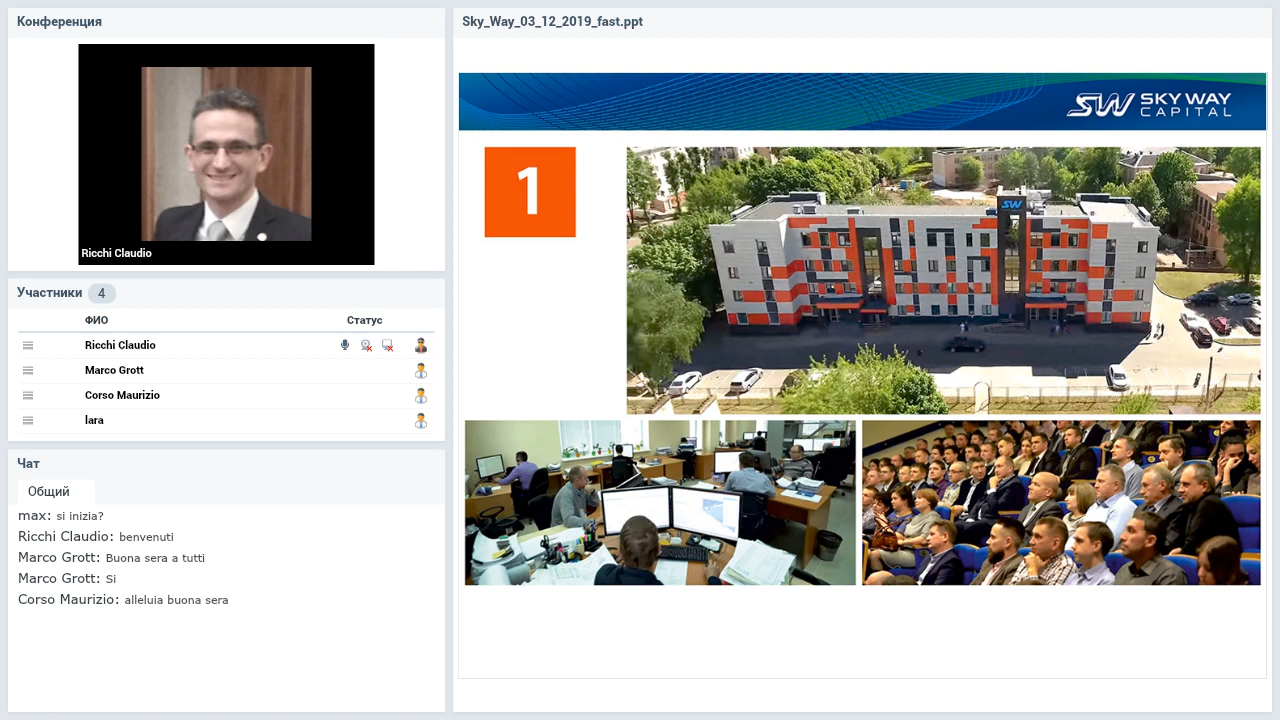 Конференция
Ricchi Claudio
Участники 4
ФИО Статус
Ricchi Claudio
Marco Grott
Corso Maurizio
lara
Чат
Общий
max: si inizia?
Ricchi Claudio: benvenuti
Marco Grott: Buona sera a tutti
Marco Grott: Si
Corso Maurizio: alleluia buona sera
Sky_Way_03_12_2019_fast.ppt
SW SKY WAY
CAPITAL
1
SW